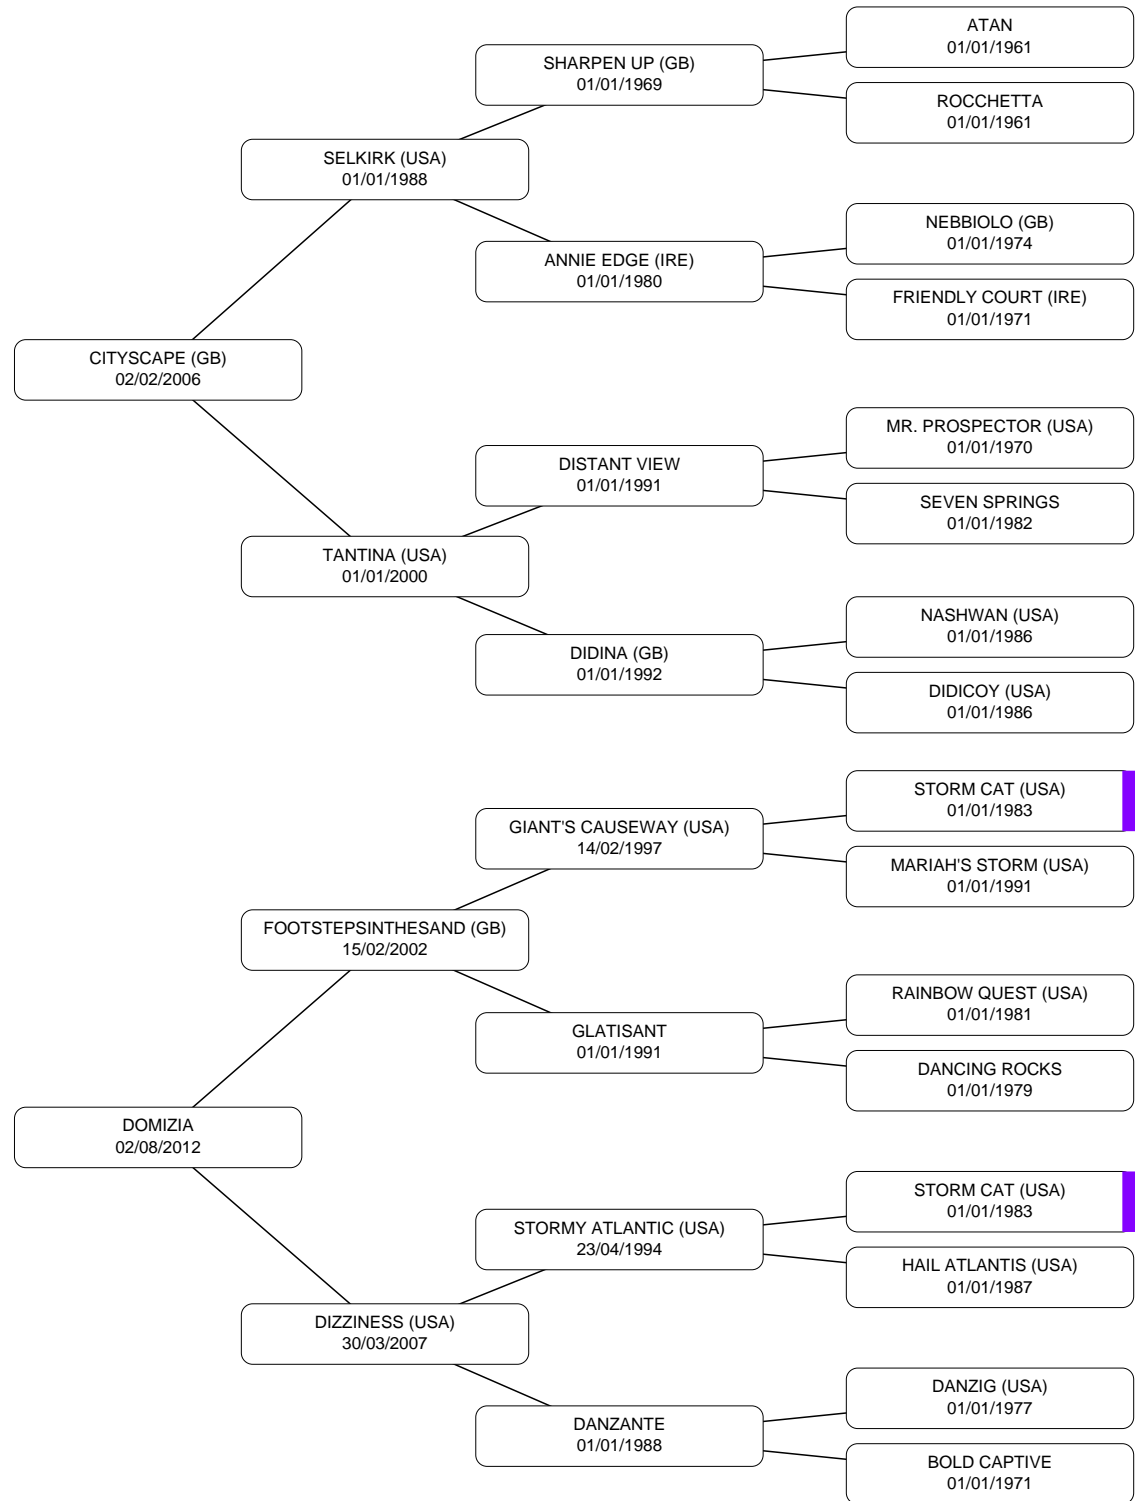 ATAN
01/01/1961
SHARPEN UP (GB)
01/01/1969
ROCCHETTA
01/01/1961
SELKIRK (USA)
01/01/1988
NEBBIOLO (GB)
01/01/1974
ANNIE EDGE (IRE)
01/01/1980
FRIENDLY COURT (IRE)
01/01/1971
CITYSCAPE (GB)
02/02/2006
MR. PROSPECTOR (USA)
01/01/1970
DISTANT VIEW
01/01/1991
SEVEN SPRINGS
01/01/1982
TANTINA (USA)
01/01/2000
NASHWAN (USA)
01/01/1986
DIDINA (GB)
01/01/1992
DIDICOY (USA)
01/01/1986
STORM CAT (USA)
01/01/1983
GIANT'S CAUSEWAY (USA)
14/02/1997
MARIAH'S STORM (USA)
01/01/1991
FOOTSTEPSINTHESAND (GB)
15/02/2002
RAINBOW QUEST (USA)
01/01/1981
GLATISANT
01/01/1991
DANCING ROCKS
01/01/1979
DOMIZIA
02/08/2012
STORM CAT (USA)
01/01/1983
STORMY ATLANTIC (USA)
23/04/1994
HAIL ATLANTIS (USA)
01/01/1987
DIZZINESS (USA)
30/03/2007
DANZIG (USA)
01/01/1977
DANZANTE
01/01/1988
BOLD CAPTIVE
01/01/1971